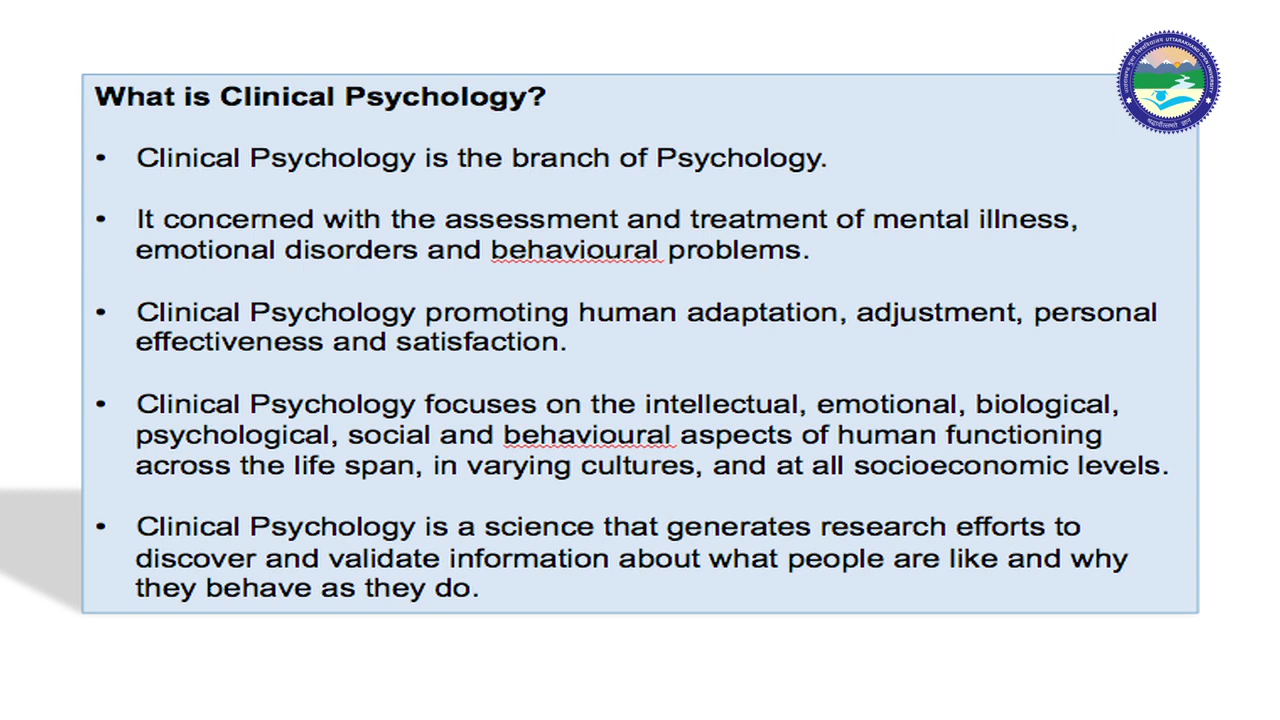 What is Clinical Psychology?
• Clinical Psychology is the branch of Psychology.
• It concerned with the assessment and treatment of mental illness,
emotional disorders and behavioural problems.
• Clinical Psychology promoting human adaptation, adjustment, personal
effectiveness and satisfaction.
• Clinical Psychology focuses on the intellectual, emotional, biological,
psychological, social and behavioural aspects of human functioning
across the life span, in varying cultures, and at all socioeconomic levels.
• Clinical Psychology is a science that generates research efforts to
discover and validate information about what people are like and why
they behave as they do.
UTTARAKHAND OPEN UNIVERSITY